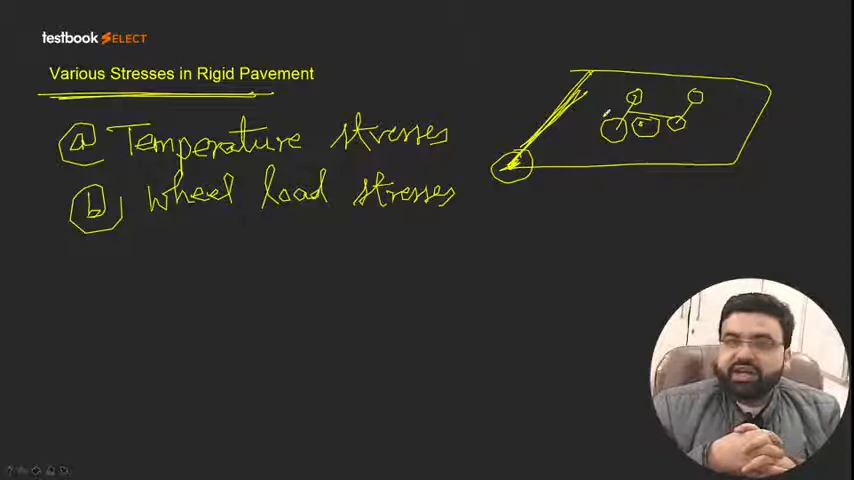 testbook SELECT
Various Stresses in Rigid Pavement
a Temperature stresses
b Wheel load stresses